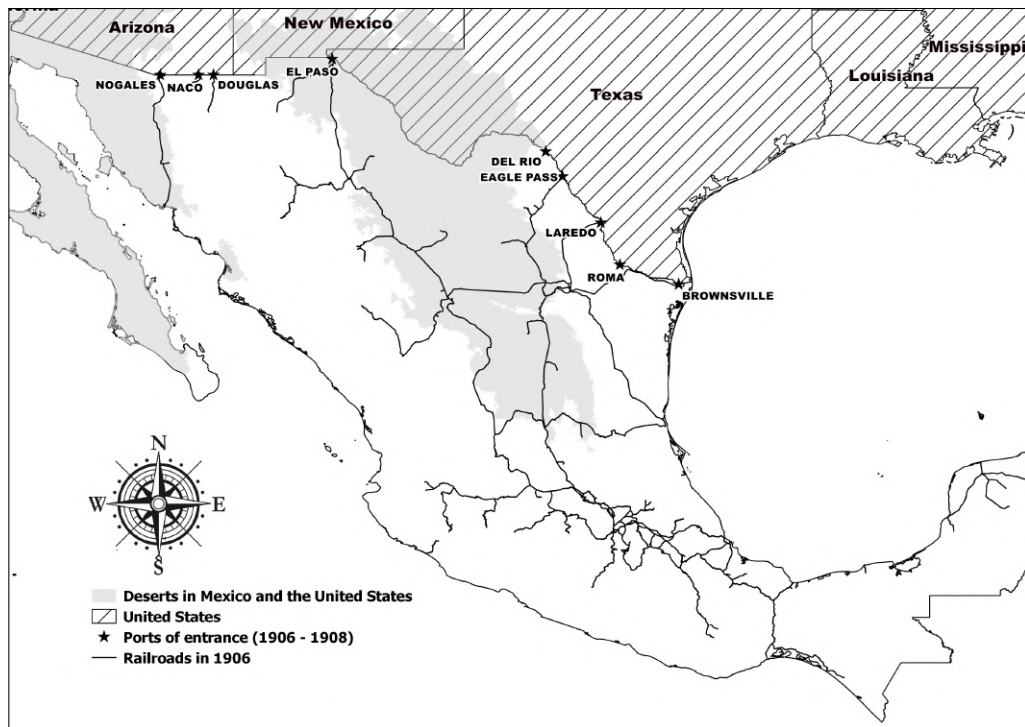 Arizona
New Mexico
Mississippi
Louisiana
Texas
EL PASO
NOGALES
NACO
DOUGLAS
DEL RIO
EAGLE PASS
LAREDO
ROMA
BROWNSVILLE
N
W
E
S
Deserts in Mexico and the United States
United States
Ports of entrance (1906 - 1908)
Railroads in 1906